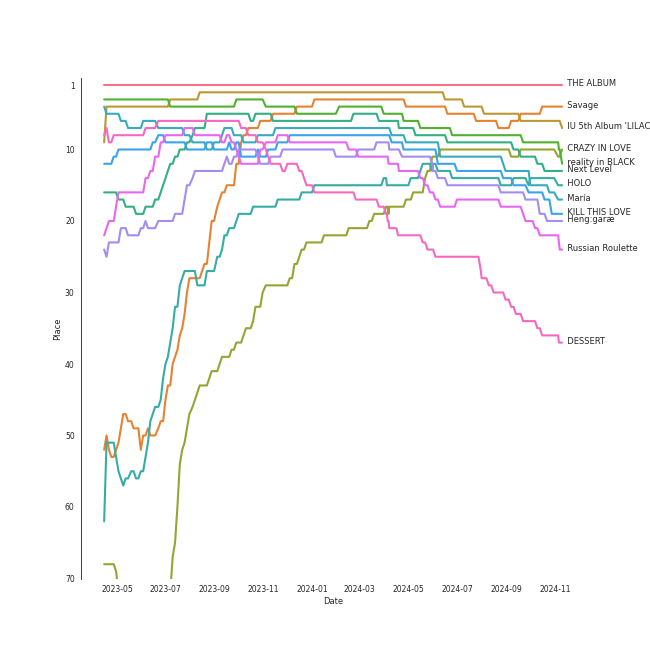 1
10
20
30
40
50
60
70
Place
2023-05
2023-07
2023-09
2023-11
2024-01
2024-03
2024-05
2024-07
2024-09
2024-11
Date
THE ALBUM
Savage
IU 5th Album 'LILAC
CRAZY IN LOVE
reality in BLACK
Next Level
HOLO
María
KILL THIS LOVE
Heng:garæ
Russian Roulette
DESSERT